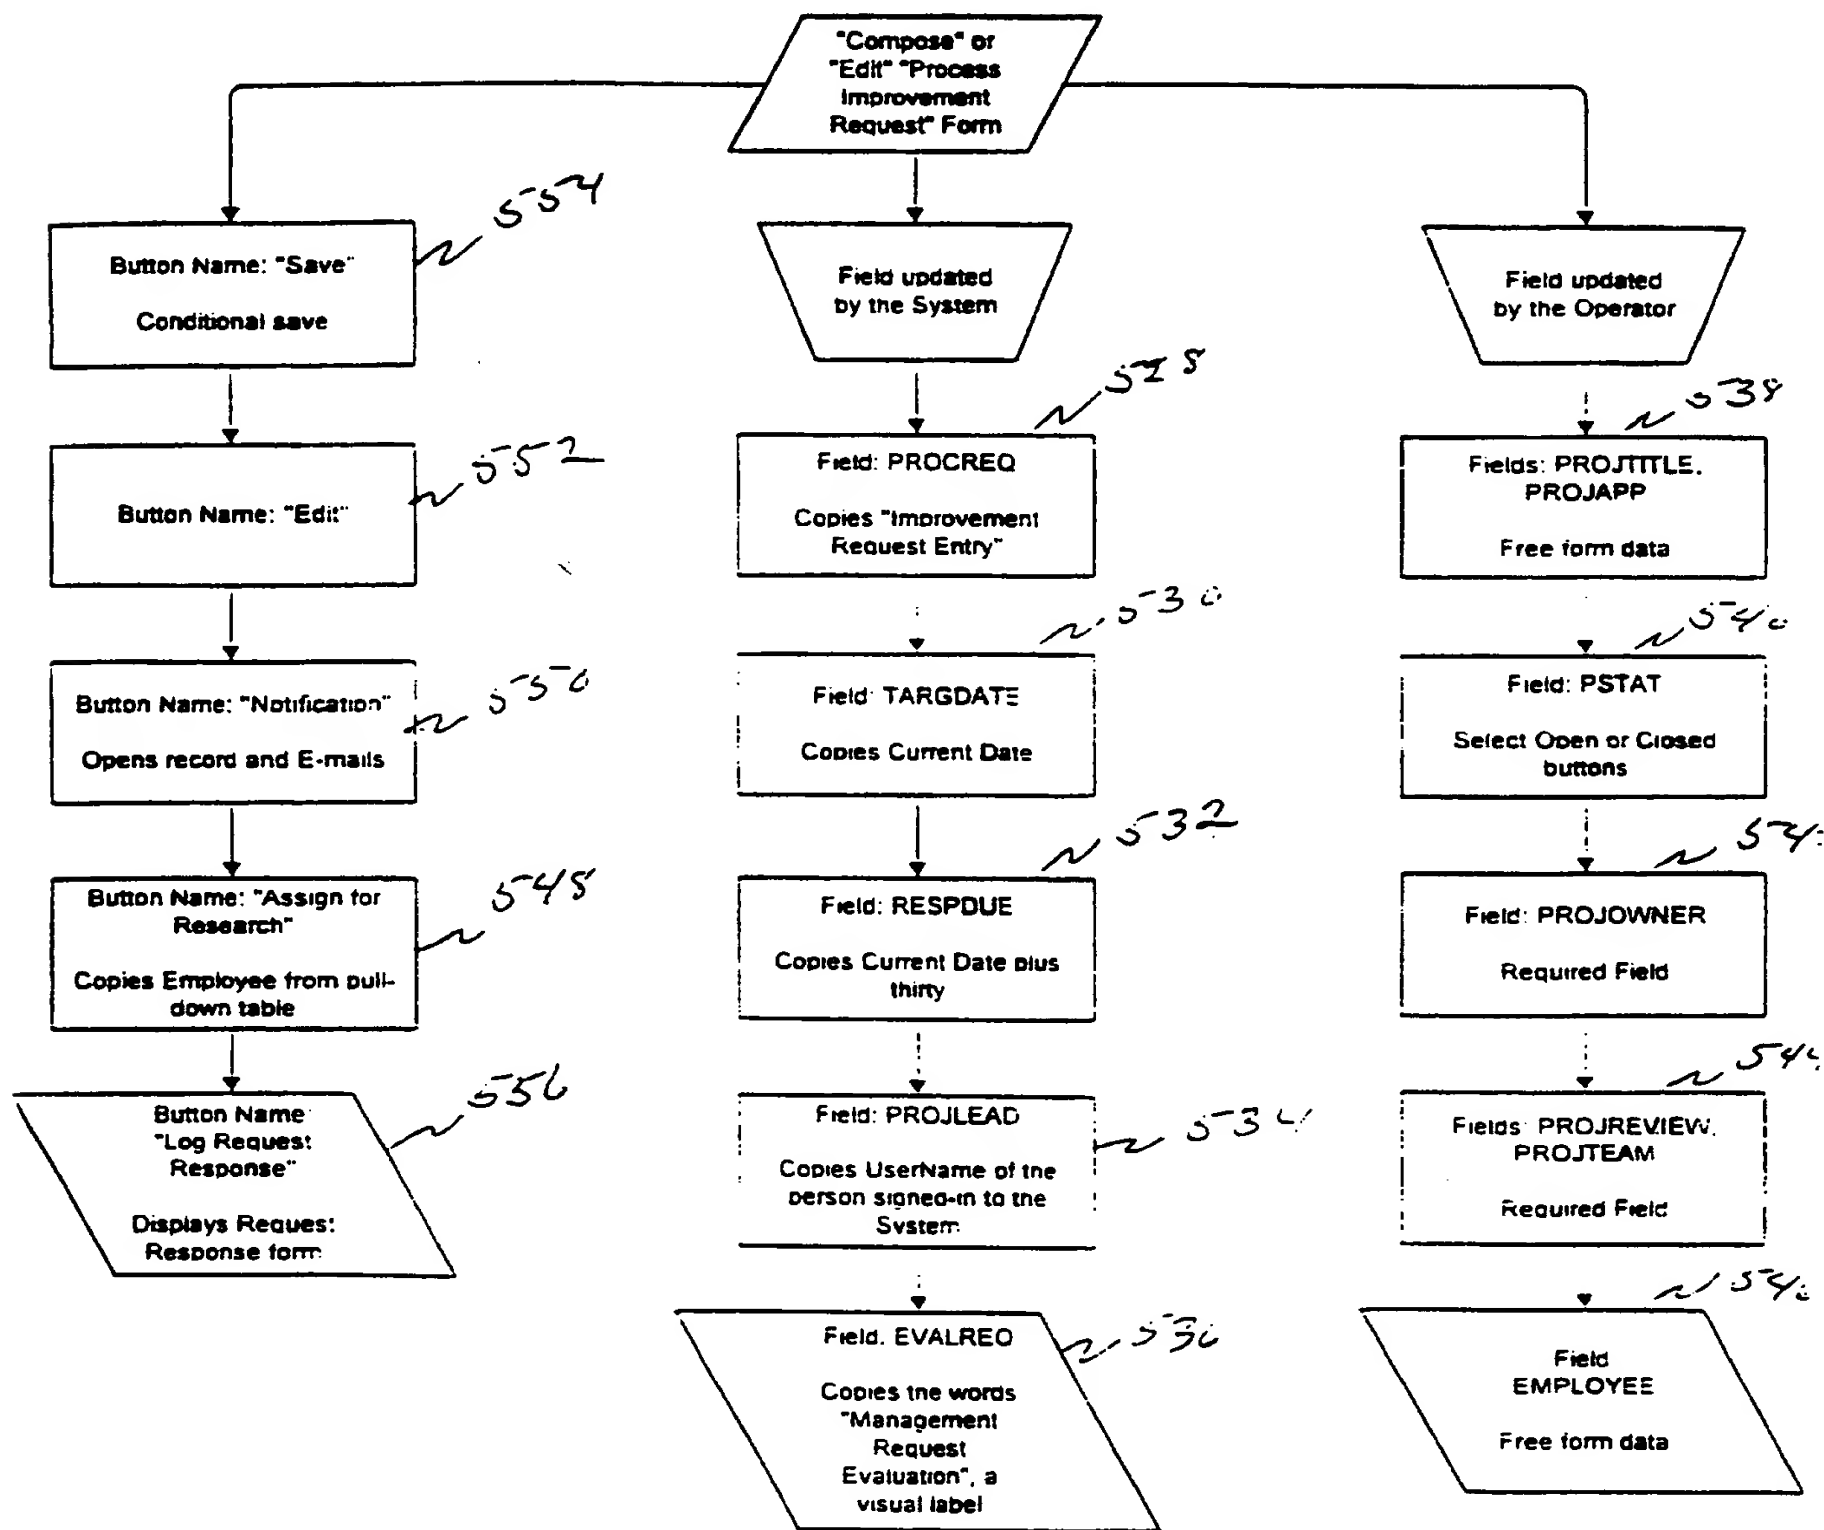 "Compose" or
"Edit" "Process
Improvement
Request" Form
Button Name: "Save"
Conditional save
554
Button Name: "Edit"
552
Button Name: "Notification"
Opens record and E-mails
550
Button Name: "Assign for
Research"
Copies Employee from pull-
down table
548
Button Name
"Log Request
Response"
Displays Request
Response form
556
Field updated
by the System
Field: PROCREQ
Copies "Improvement
Request Entry"
528
Field: TARGDATE
Copies Current Date
530
Field: RESPDUE
Copies Current Date plus
thirty
532
Field: PROJLEAD
Copies UserName of the
person signed-in to the
System
534
Field: EVALREQ
Copies the words
"Management
Request
Evaluation", a
visual label
536
Field updated
by the Operator
Fields: PROJTITLE,
PROJAPP
Free form data
538
Field: PSTAT
Select Open or Closed
buttons
540
Field: PROJOWNER
Required Field
Fields: PROJREVIEW,
PROJTEAM
Required Field
Field
EMPLOYEE
Free form data